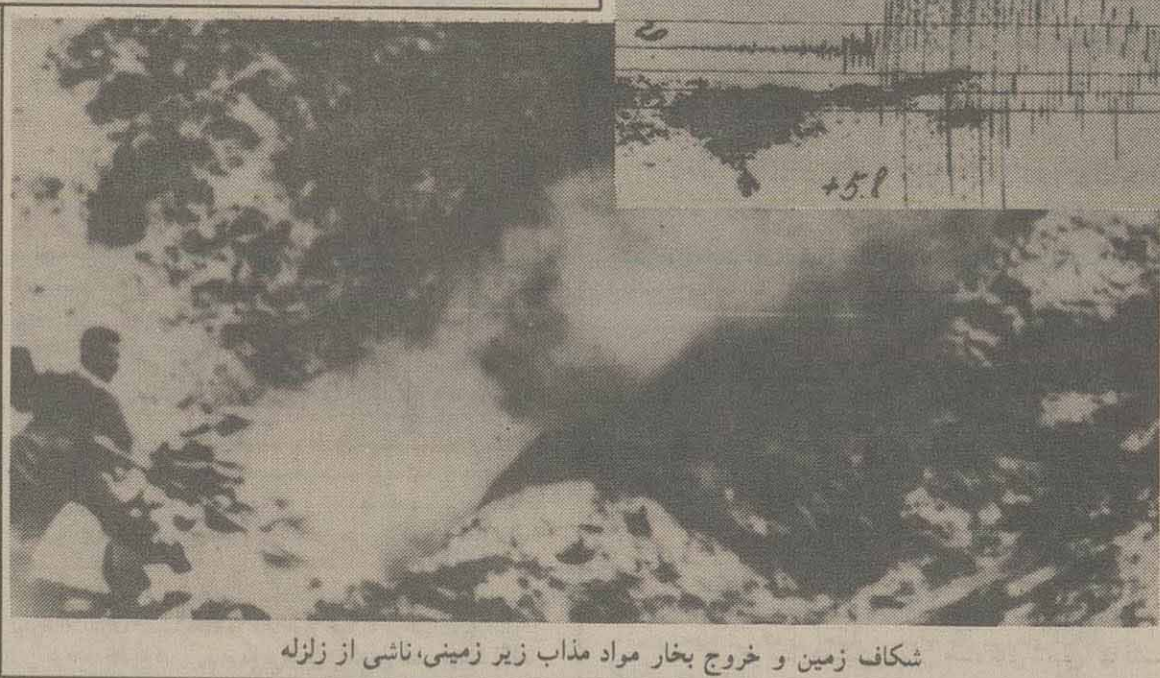 +5.8
شکاف زمین و خروج بخار مواد مذاب زیر زمینی، ناشی از زلزله